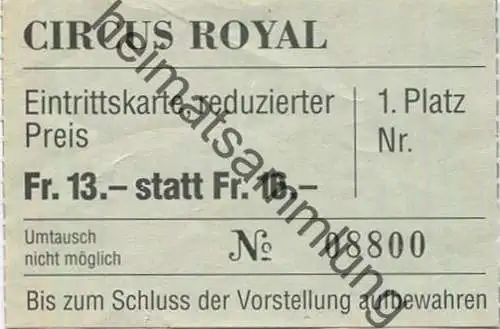 CIRCUS ROYAL
Eintrittskarte reduzierter
Preis
1. Platz
Nr.
Fr. 13.– statt Fr. 16.–
Umtausch
nicht möglich
№ 08800
Bis zum Schluss der Vorstellung aufbewahren
heimatsammlung